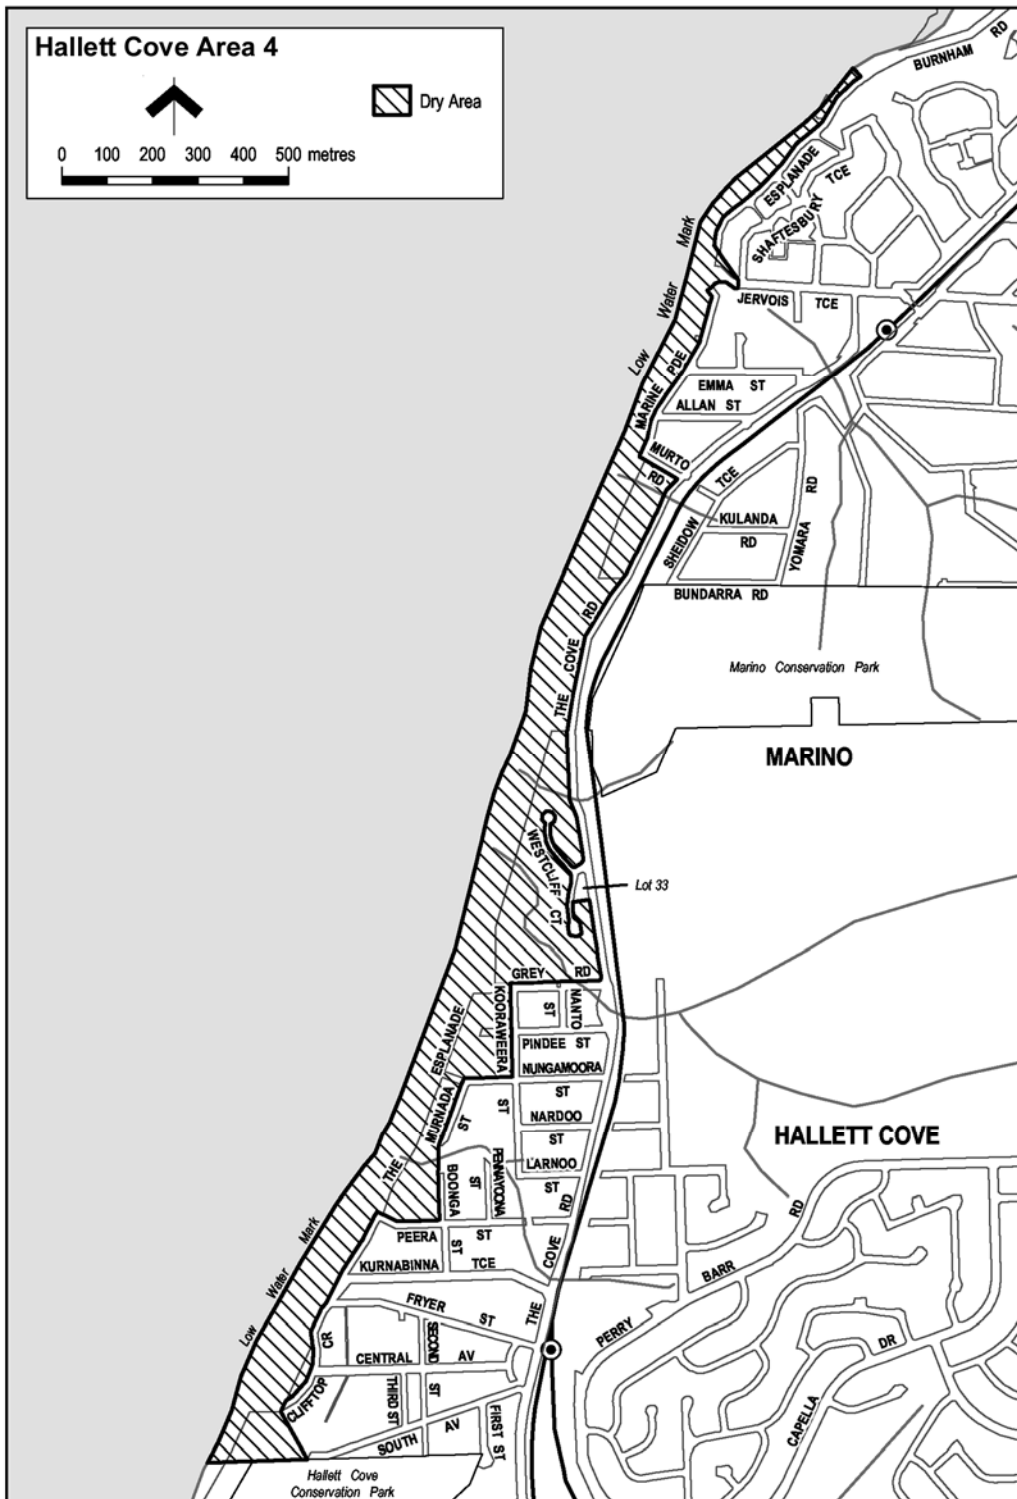 Hallett Cove Area 4
Dry Area
0 100 200 300 400 500 metres
BURNHAM RD
ESPLANADE
TCE
SHAFTESBURY
Low Water Mark
JERVOIS TCE
MARINE PDE
EMMA ST
ALLAN ST
MURTO RD
SHEIDOW TCE
KULANDA RD
YOMARA RD
BUNDARRA RD
THE COVE RD
Marino Conservation Park
MARINO
WESTCLIFF CT
Lot 33
GREY RD
KOORAWEERA ST
ST
NANTO
PINDEE ST
NUNGAMOORA ST
NARDOO ST
LARNOO ST
THE ESPLANADE
MURNADA ST
HALLETT COVE
BOONGA ST
PENNAYOONA ST
PEERA ST
KURNABINNA TCE
THE COVE RD
Low Water Mark
FRYER ST
PERRY BARR RD
CLIFFTOP CR
CENTRAL AV
SECOND ST
THIRD ST
SOUTH AV
FIRST ST
CAPELLA DR
Hallett Cove
Conservation Park